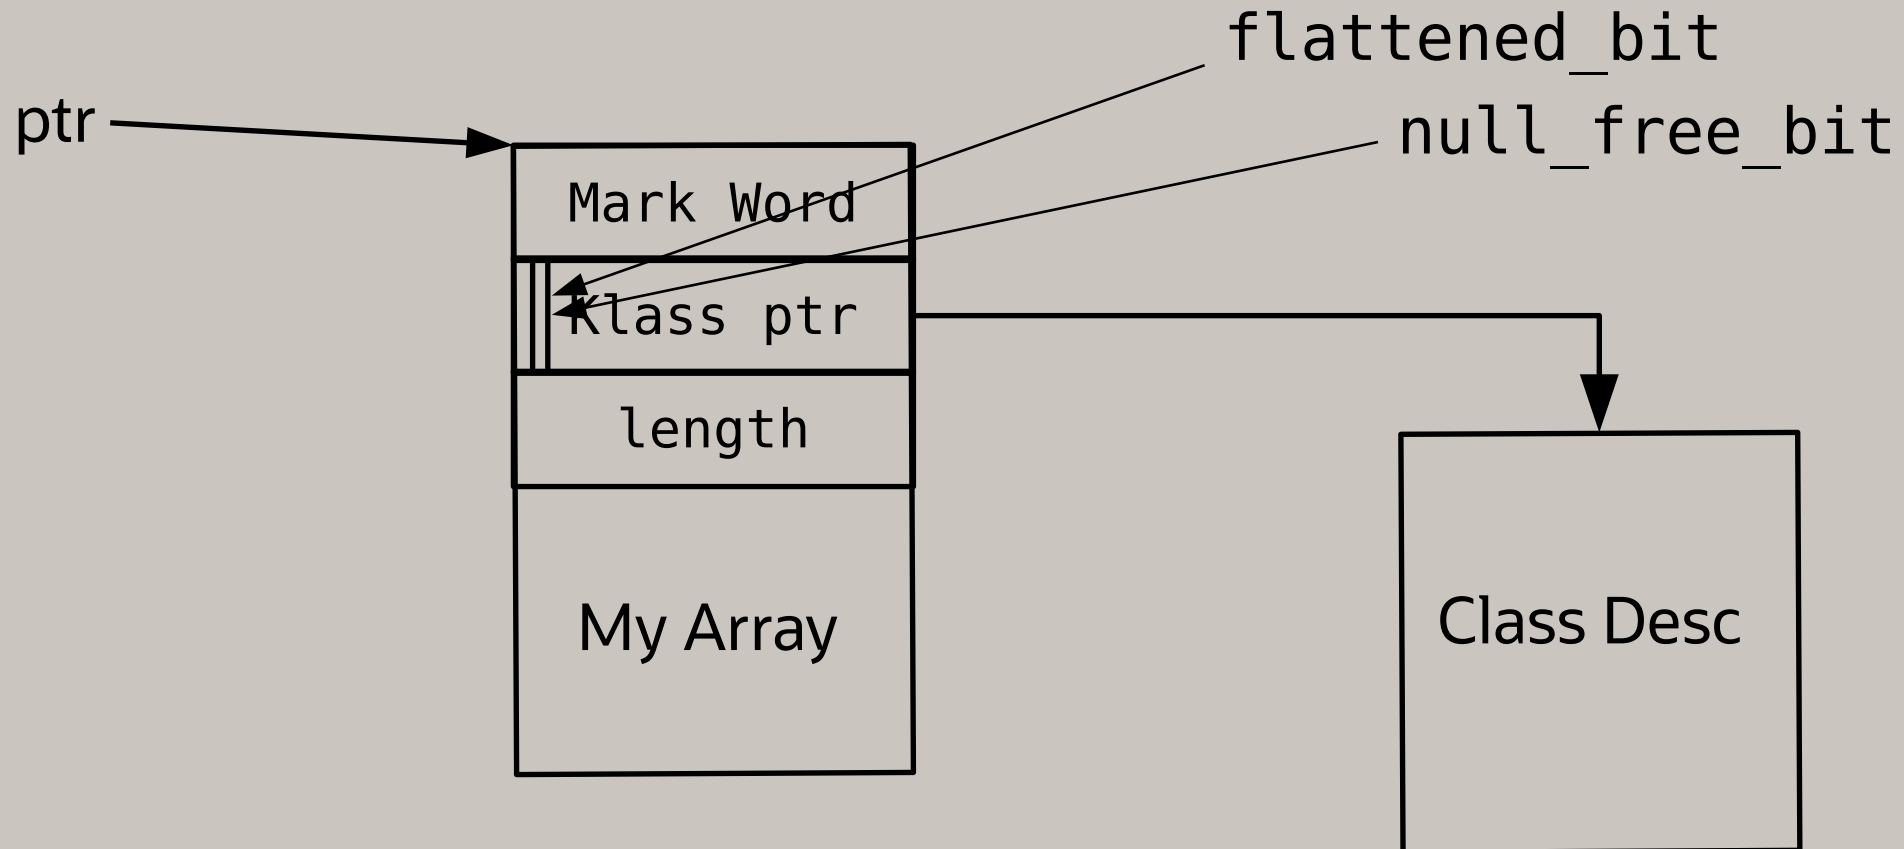 flattened_bit
ptr
null_free_bit
Mark Word
Klass ptr
length
My Array
Class Desc